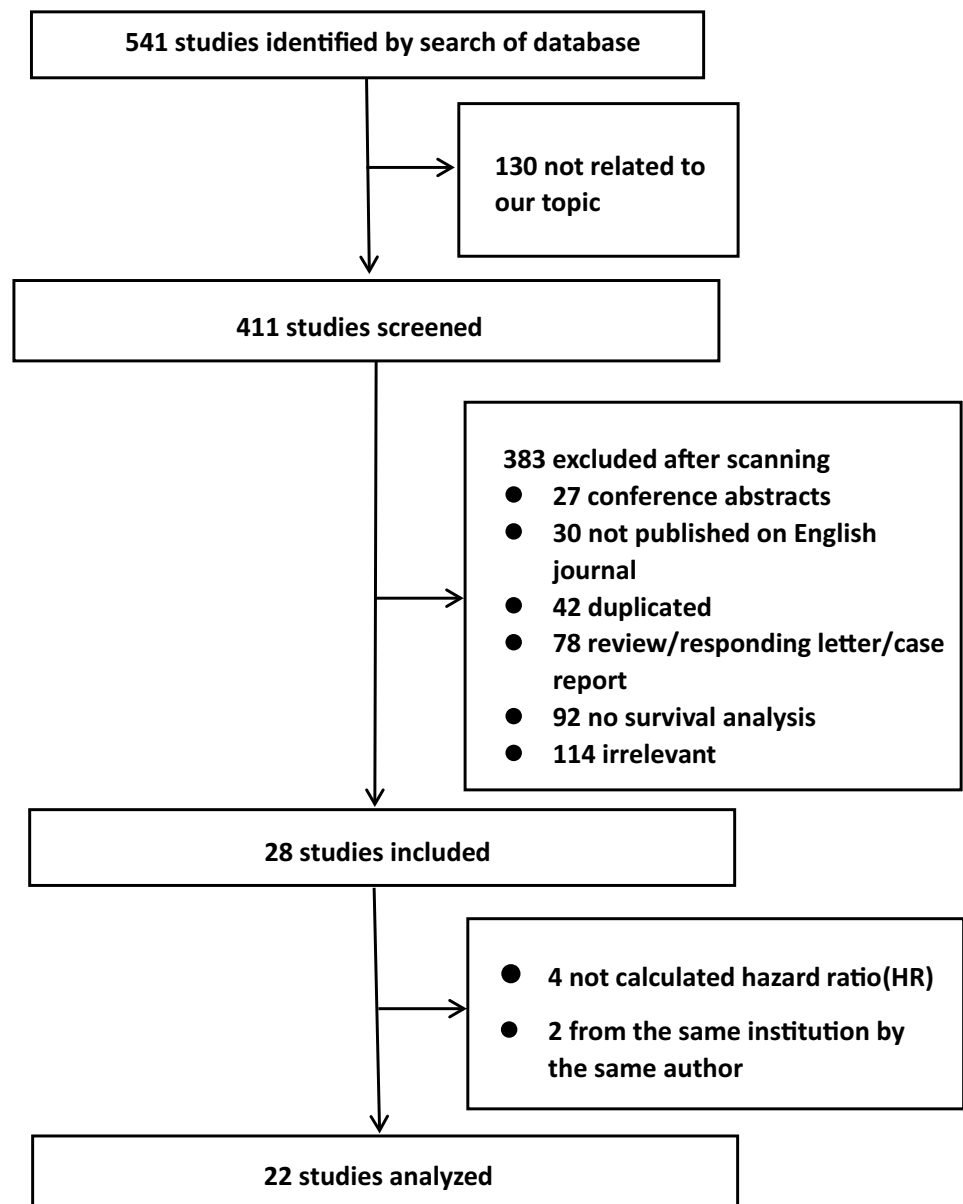 541 studies identified by search of database
130 not related to
our topic
411 studies screened
383 excluded after scanning
● 27 conference abstracts
● 30 not published on English
journal
● 42 duplicated
● 78 review/responding letter/case
report
● 92 no survival analysis
● 114 irrelevant
28 studies included
● 4 not calculated hazard ratio(HR)
● 2 from the same institution by
the same author
22 studies analyzed